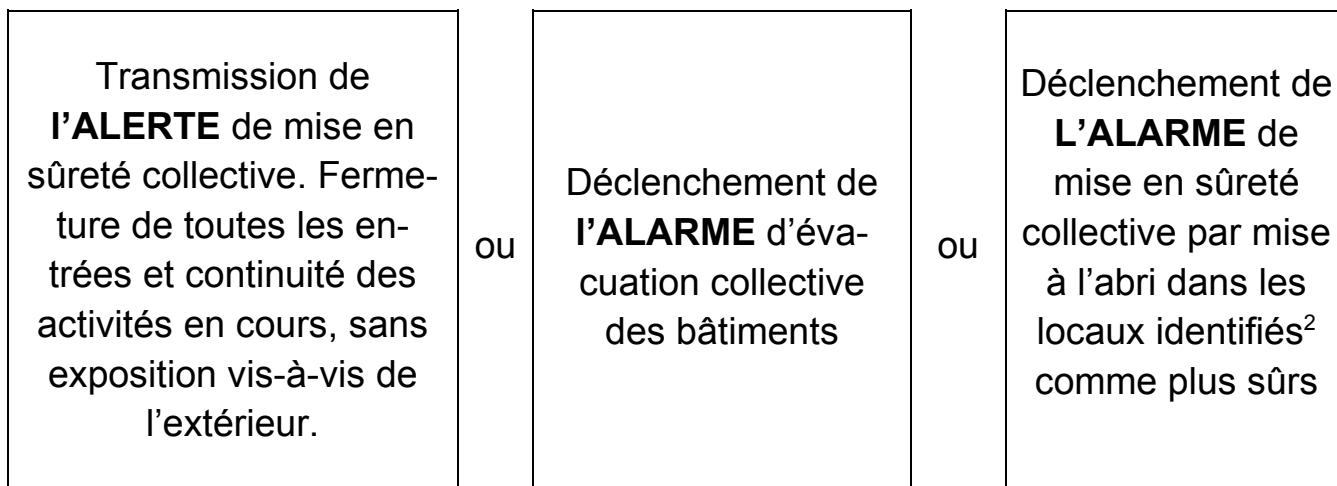 Transmission de
l’ALERTE de mise en
sûreté collective. Ferme-
ture de toutes les en-
trées et continuité des
activités en cours, sans
exposition vis-à-vis de
l’extérieur.
ou
Déclenchement de
l’ALARME d’éva-
cuation collective
des bâtiments
ou
Déclenchement de
L’ALARME de
mise en sûreté
collective par mise
à l’abri dans les
locaux identifiés²
comme plus sûrs